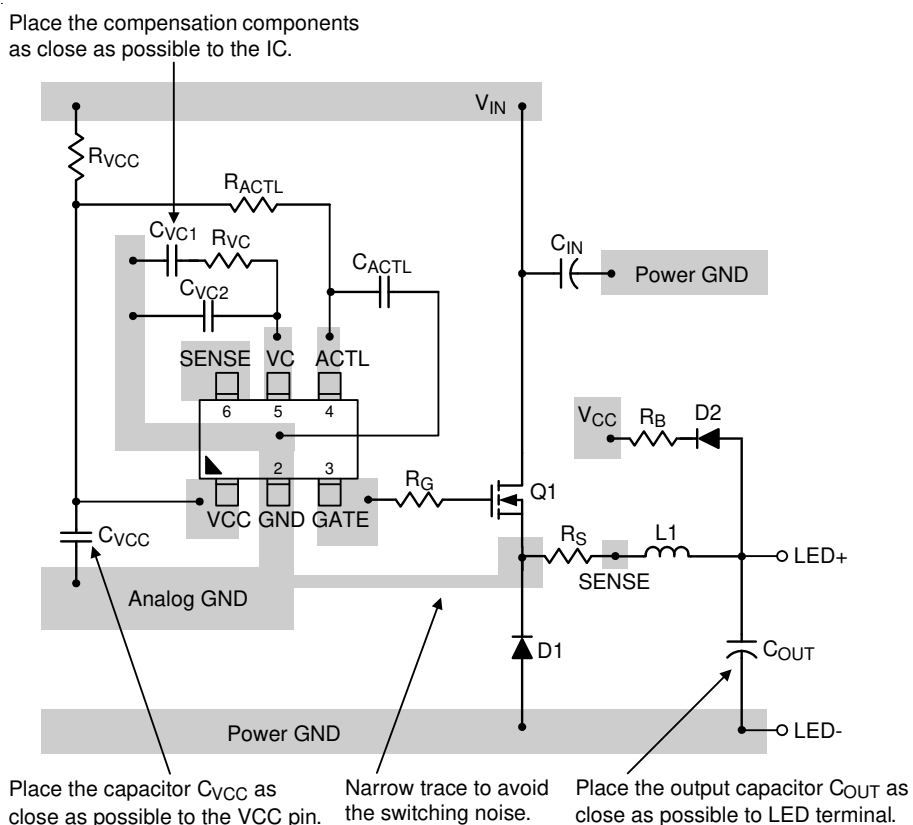 Place the compensation components
as close as possible to the IC.
VIN
RVCC
RACTL
CVC1
RVC
CACTL
CIN
Power GND
CVC2
SENSE
VC
ACTL
6
5
4
VCC
RB
D2
2
3
RG
Q1
VCC
GND
GATE
CVCC
RS
L1
LED+
SENSE
Analog GND
D1
COUT
Power GND
LED-
Place the capacitor CVCC as
close as possible to the VCC pin.
Narrow trace to avoid
the switching noise.
Place the output capacitor COUT as
close as possible to LED terminal.